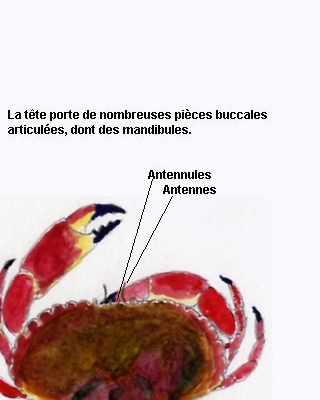 La tête porte de nombreuses pièces buccales
articulées, dont des mandibules.
Antennules
Antennes